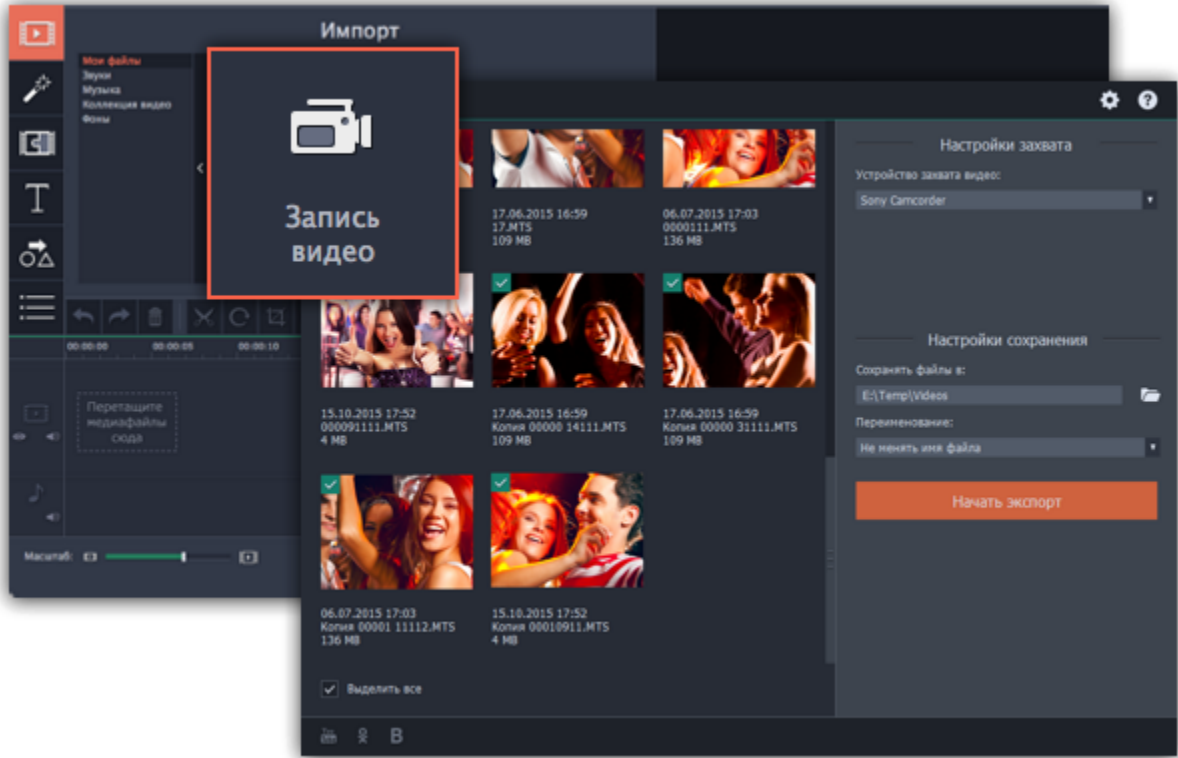 Импорт
Мои файлы
Звуки
Музыка
Коллекция видео
Фоны
Запись
видео
00:00:00
00:00:05
00:00:10
Перетащите
медиафайлы
сюда
Масштаб:
17.06.2015 16:59
17.MTS
109 MB
06.07.2015 17:03
0000111.MTS
136 MB
15.10.2015 17:52
000091111.MTS
4 MB
17.06.2015 16:59
Копия 00000 14111.MTS
109 MB
17.06.2015 16:59
Копия 00000 31111.MTS
109 MB
06.07.2015 17:03
Копия 00001 11112.MTS
136 MB
15.10.2015 17:52
Копия 00010911.MTS
4 MB
Выделить все
Настройки захвата
Устройство захвата видео:
Sony Camcorder
Настройки сохранения
Сохранять файлы в:
E:\Temp\Videos
Переименование:
Не менять имя файла
Начать экспорт